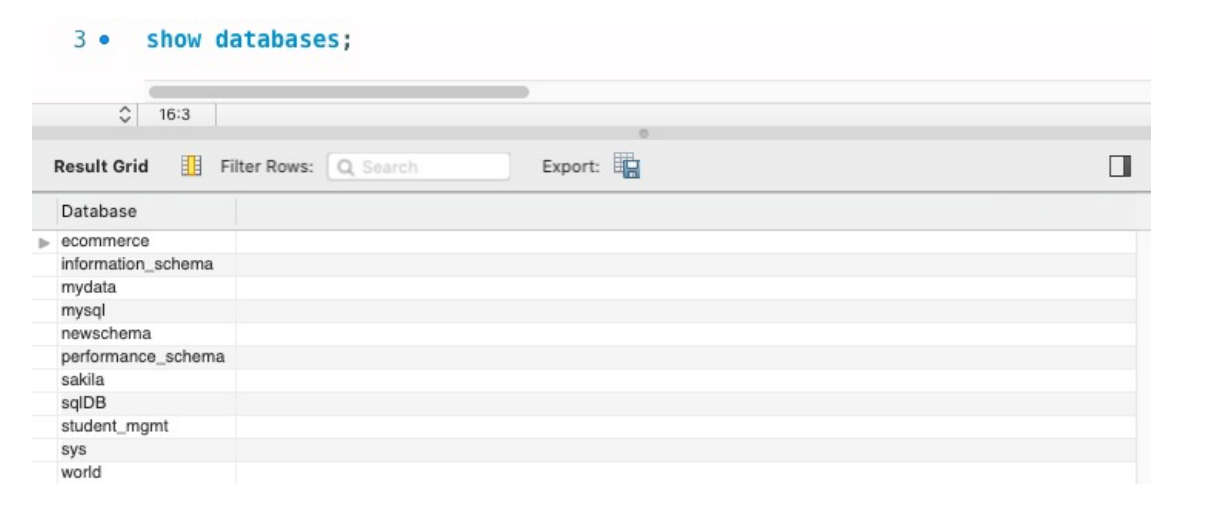 3 show databases;
16:3
Result Grid Filter Rows: Search Export:
Database
ecommerce
information_schema
mydata
mysql
newschema
performance_schema
sakila
sqlDB
student_mgmt
sys
world